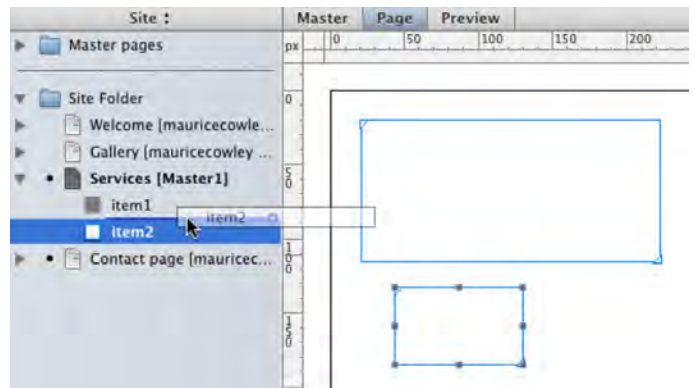 Site
Master Page Preview
px 0 50 100 150 200
Master pages
Site Folder
0
Welcome [mauricecowle...
Gallery [mauricecowley ...
Services [Master1]
50
item1
item2
item2
100
Contact page [mauricec...
150